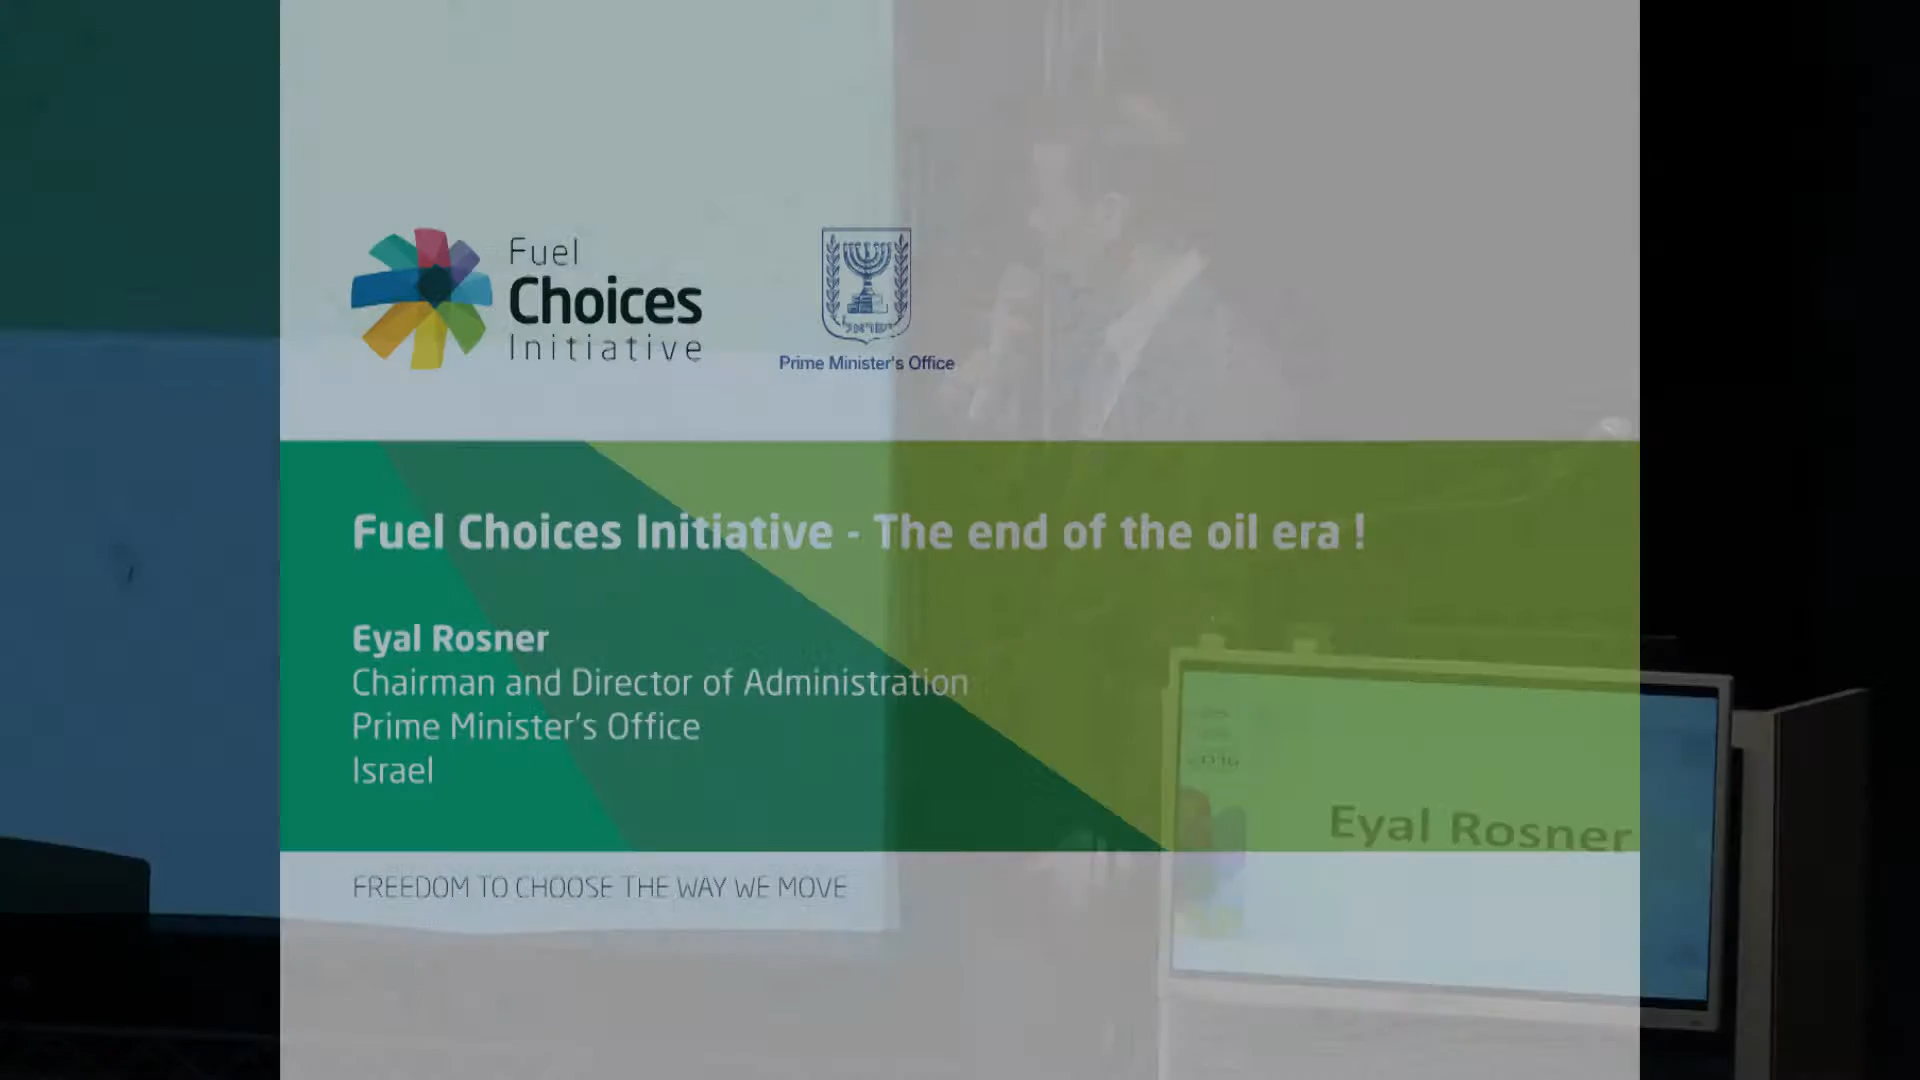 Fuel
Choices
Initiative
ישראל
Prime Minister's Office
Fuel Choices Initiative - The end of the oil era !
Eyal Rosner
Chairman and Director of Administration
Prime Minister's Office
Israel
Eyal Rosner
FREEDOM TO CHOOSE THE WAY WE MOVE